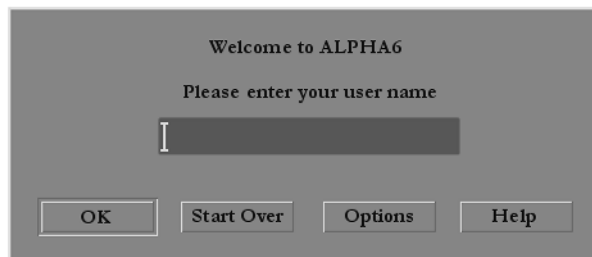 Welcome to ALPHA6
Please enter your user name
OK Start Over Options Help